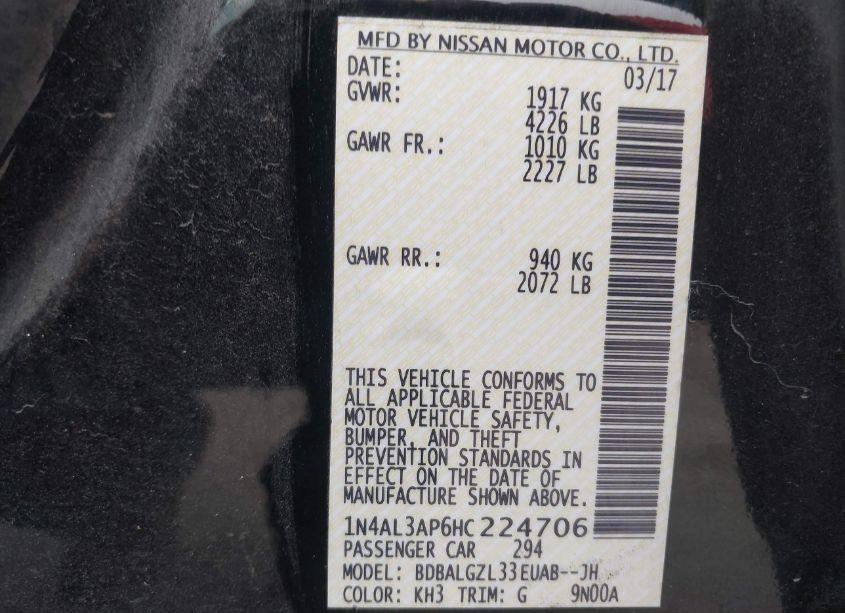 MFD BY NISSAN MOTOR CO., LTD.
DATE: 03/17
GVWR: 1917 KG
4226 LB
GAWR FR.: 1010 KG
2227 LB
GAWR RR.: 940 KG
2072 LB
THIS VEHICLE CONFORMS TO
ALL APPLICABLE FEDERAL
MOTOR VEHICLE SAFETY,
BUMPER, AND THEFT
PREVENTION STANDARDS IN
EFFECT ON THE DATE OF
MANUFACTURE SHOWN ABOVE.
1N4AL3AP6HC224706
PASSENGER CAR 294
MODEL: BDBALGZL33EUAB--JH
COLOR: KH3 TRIM: G 9N00A